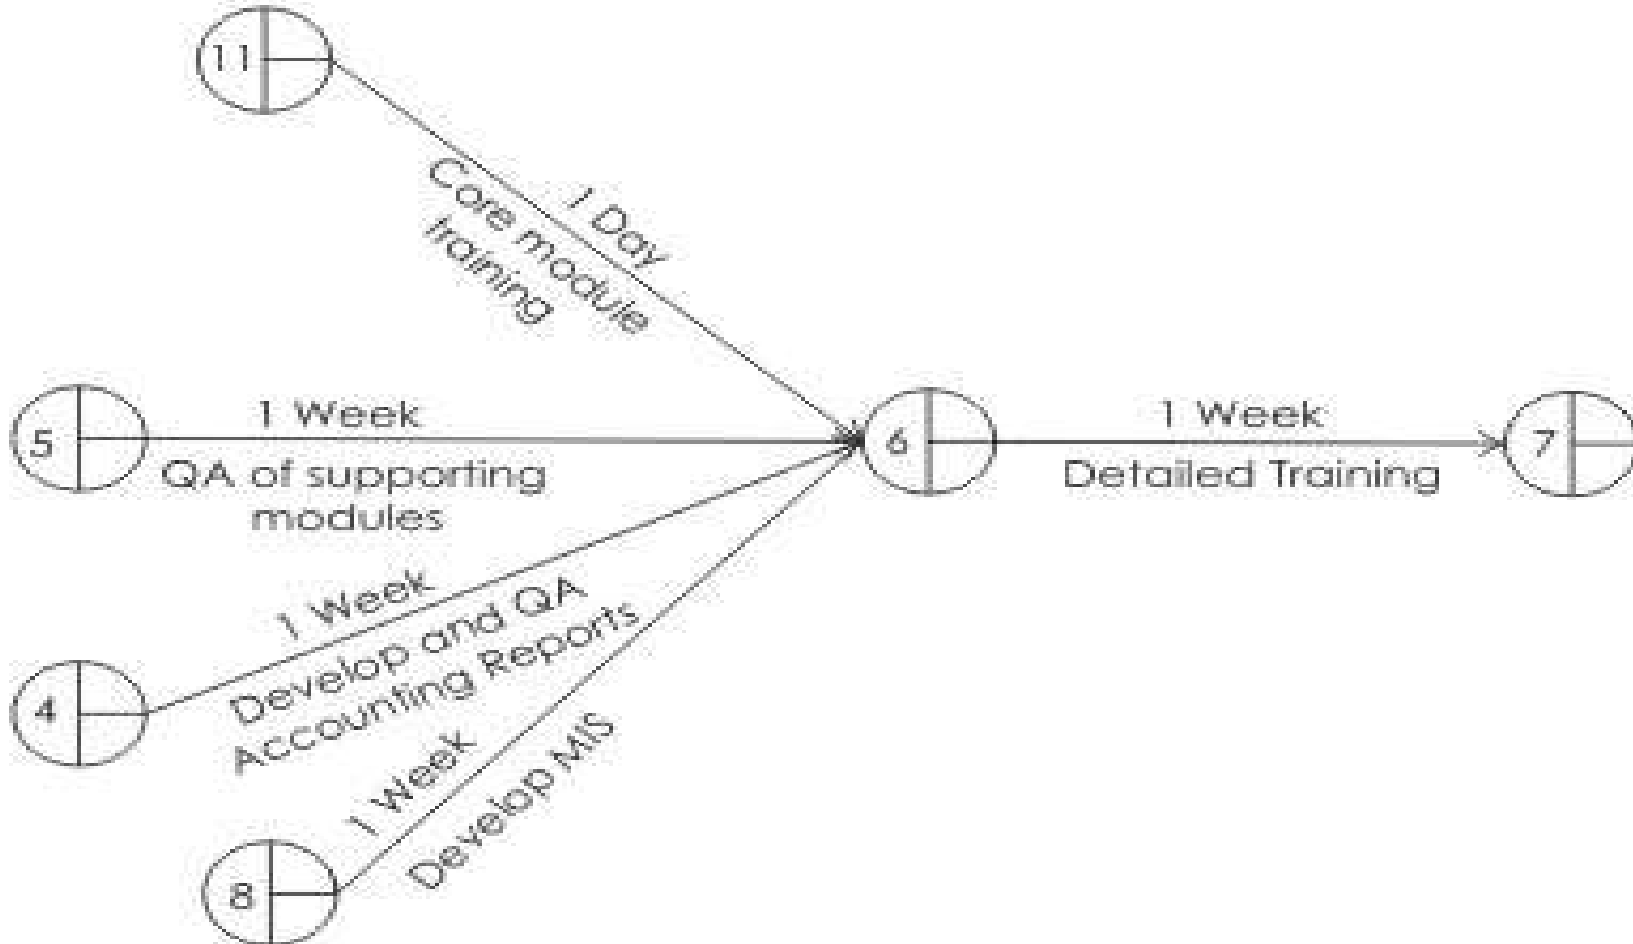 11
1 Day
Core module
training
5
1 Week
QA of supporting
modules
6
1 Week
Detailed Training
7
1 Week
Develop and QA
Accounting Reports
4
1 Week
Develop MIS
8